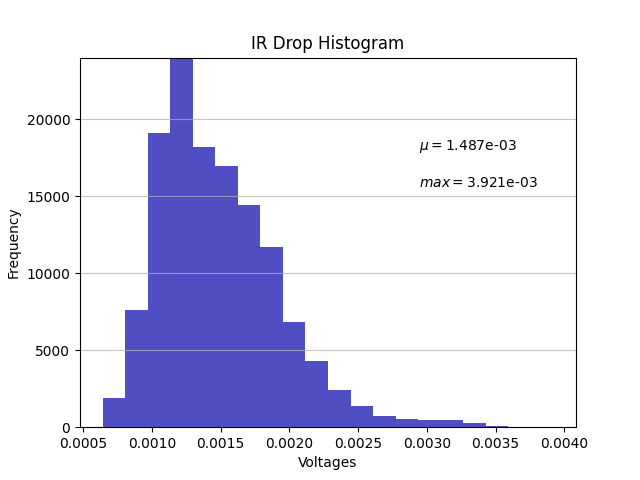 IR Drop Histogram
Frequency
20000
15000
10000
5000
0
μ = 1.487e-03
max = 3.921e-03
0.0005 0.0010 0.0015 0.0020 0.0025 0.0030 0.0035 0.0040
Voltages